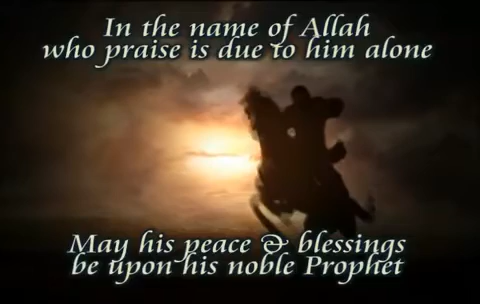 In the name of Allah
who praise is due to him alone
May his peace & blessings
be upon his noble Prophet